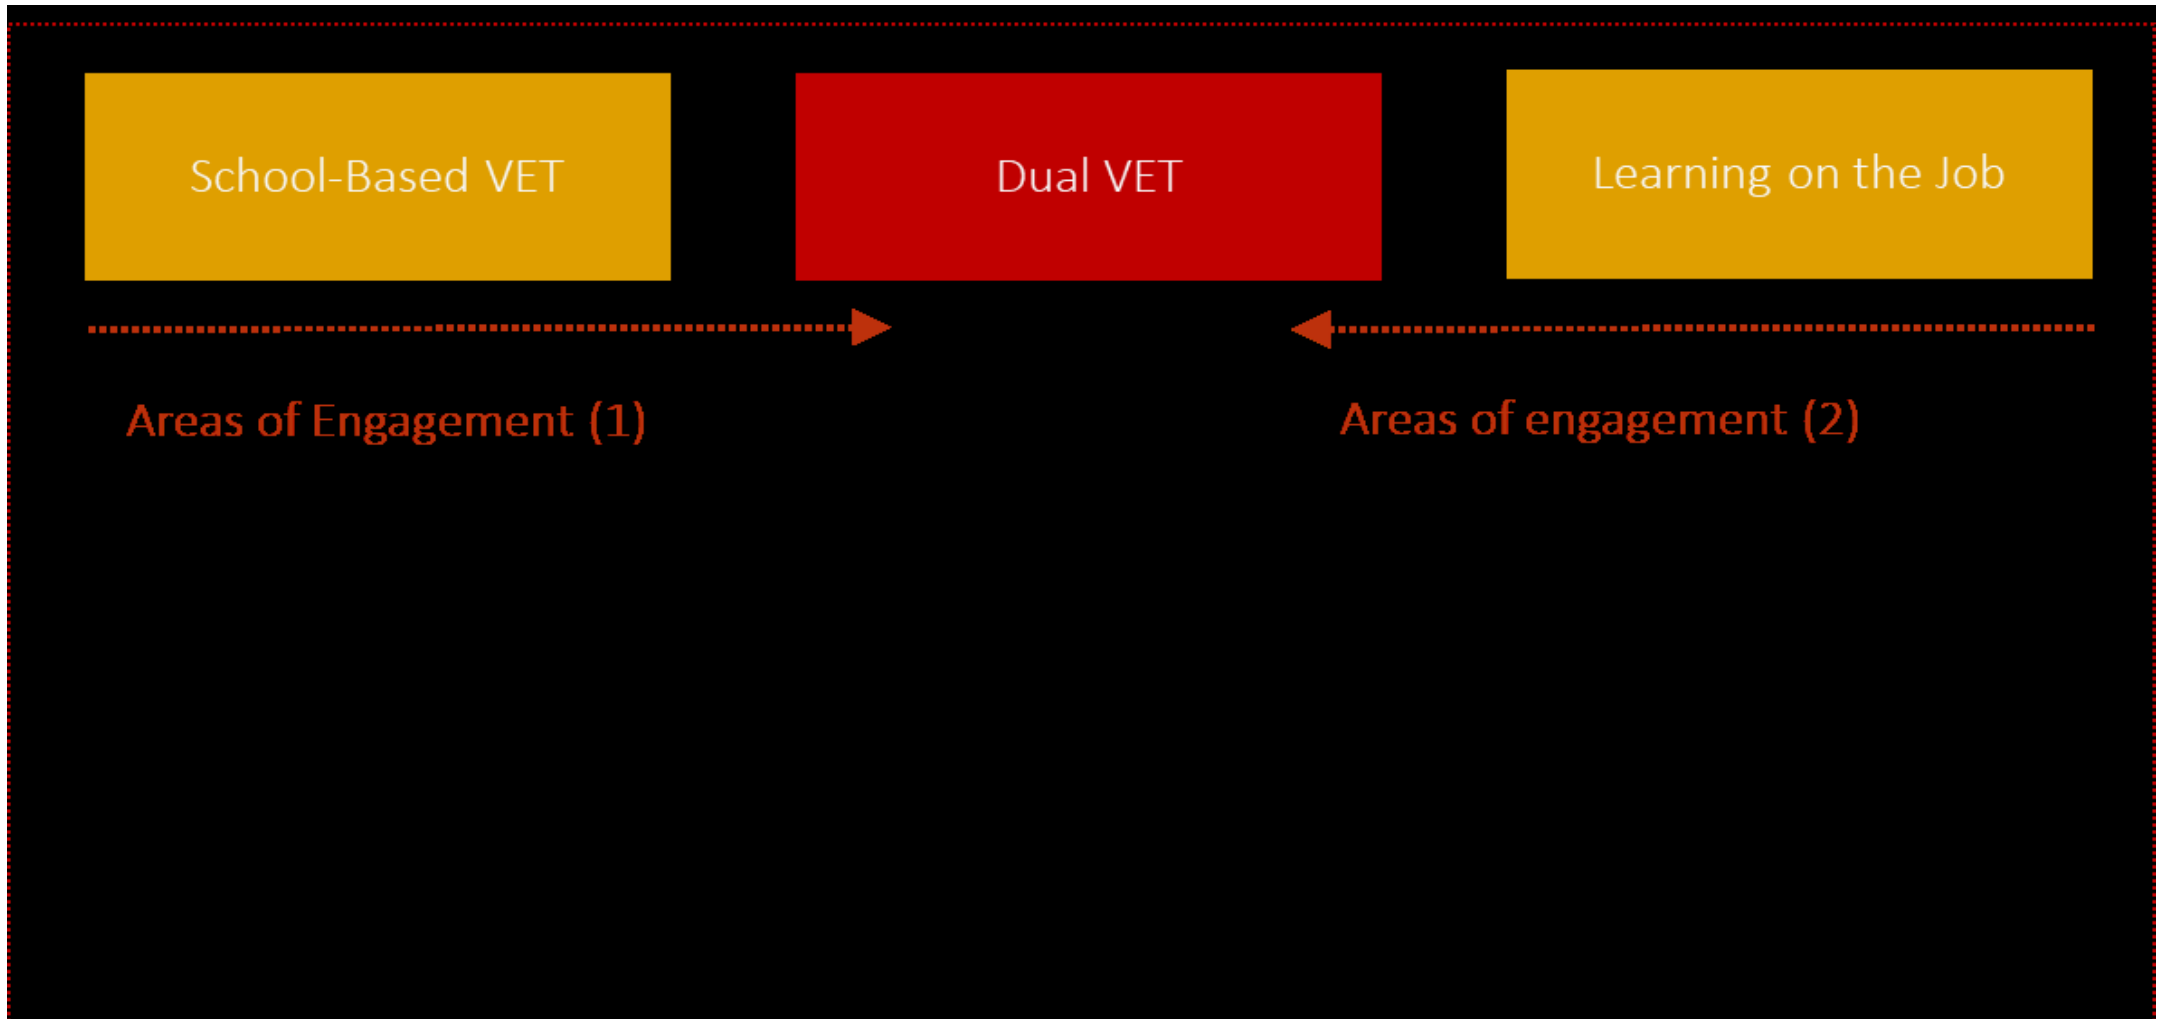 School-Based VET
Dual VET
Learning on the Job
Areas of Engagement (1)
Areas of engagement (2)